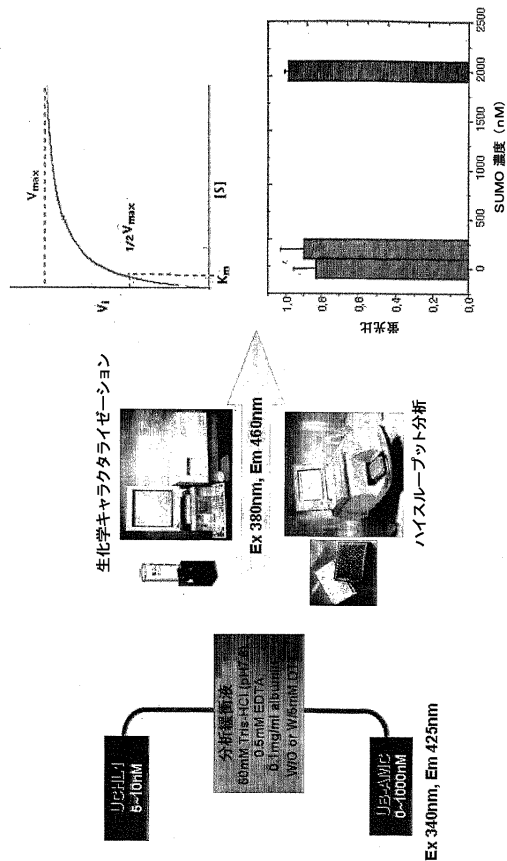 UCHL1
5~10nM
分析緩衝液
60mM Tris-HCl (pH7.6)
0.5mM EDTA
0.1mg/ml albumin
W/O or W/5mM DTT
UB-AMC
0~1000nM
Ex 340nm, Em 425nm
生化学キャラクタライゼーション
Ex 380nm, Em 460nm
ハイスループット分析
Vmax
1/2 Vmax
Vi
Km
[S]
蛍光比
1,0
0,8
0,6
0,4
0,2
0,0
0
500
1000
1500
2000
2500
SUMO 濃度 (nM)